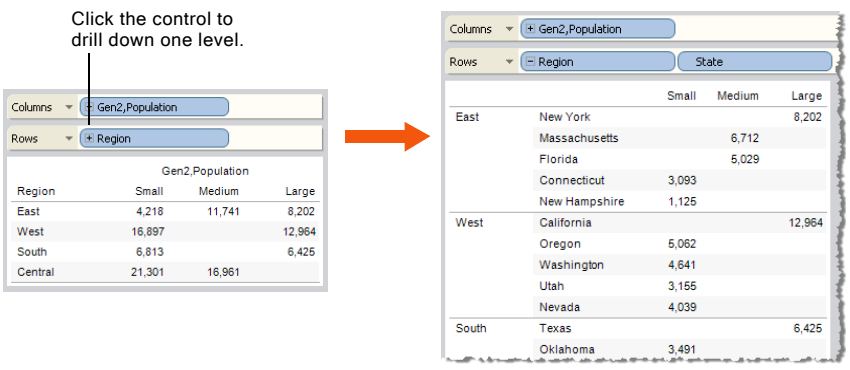 Click the control to
drill down one level.
Columns Gen2,Population
Rows Region
Gen2,Population
Region Small Medium Large
East 4,218 11,741 8,202
West 16,897 12,964
South 6,813 6,425
Central 21,301 16,961
Columns Gen2,Population
Rows Region State
Small Medium Large
East New York 8,202
Massachusetts 6,712
Florida 5,029
Connecticut 3,093
New Hampshire 1,125
West California 12,964
Oregon 5,062
Washington 4,641
Utah 3,155
Nevada 4,039
South Texas 6,425
Oklahoma 3,491